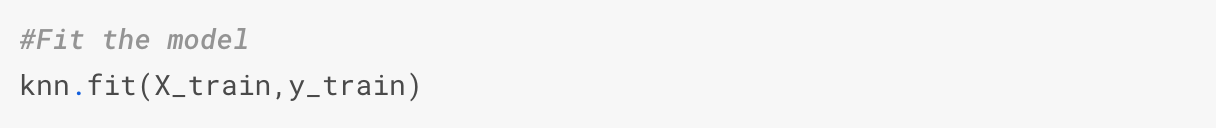 #Fit the model
knn.fit(X_train,y_train)